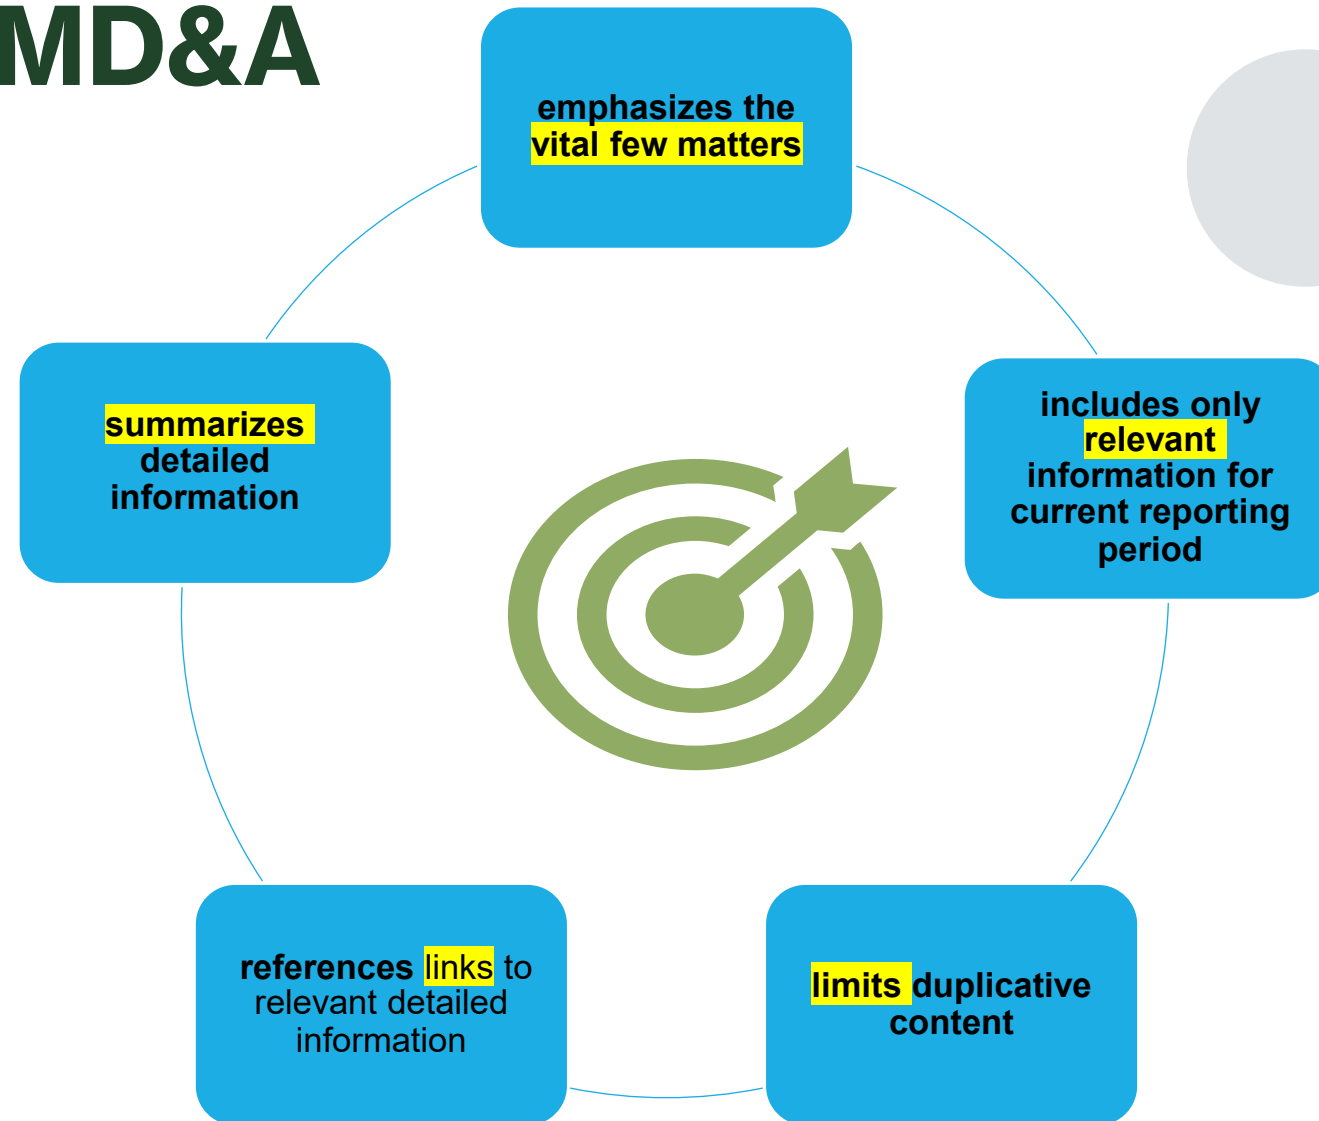 MD&A
emphasizes the
vital few matters
includes only
relevant
information for
current reporting
period
limits duplicative
content
references links to
relevant detailed
information
summarizes
detailed
information